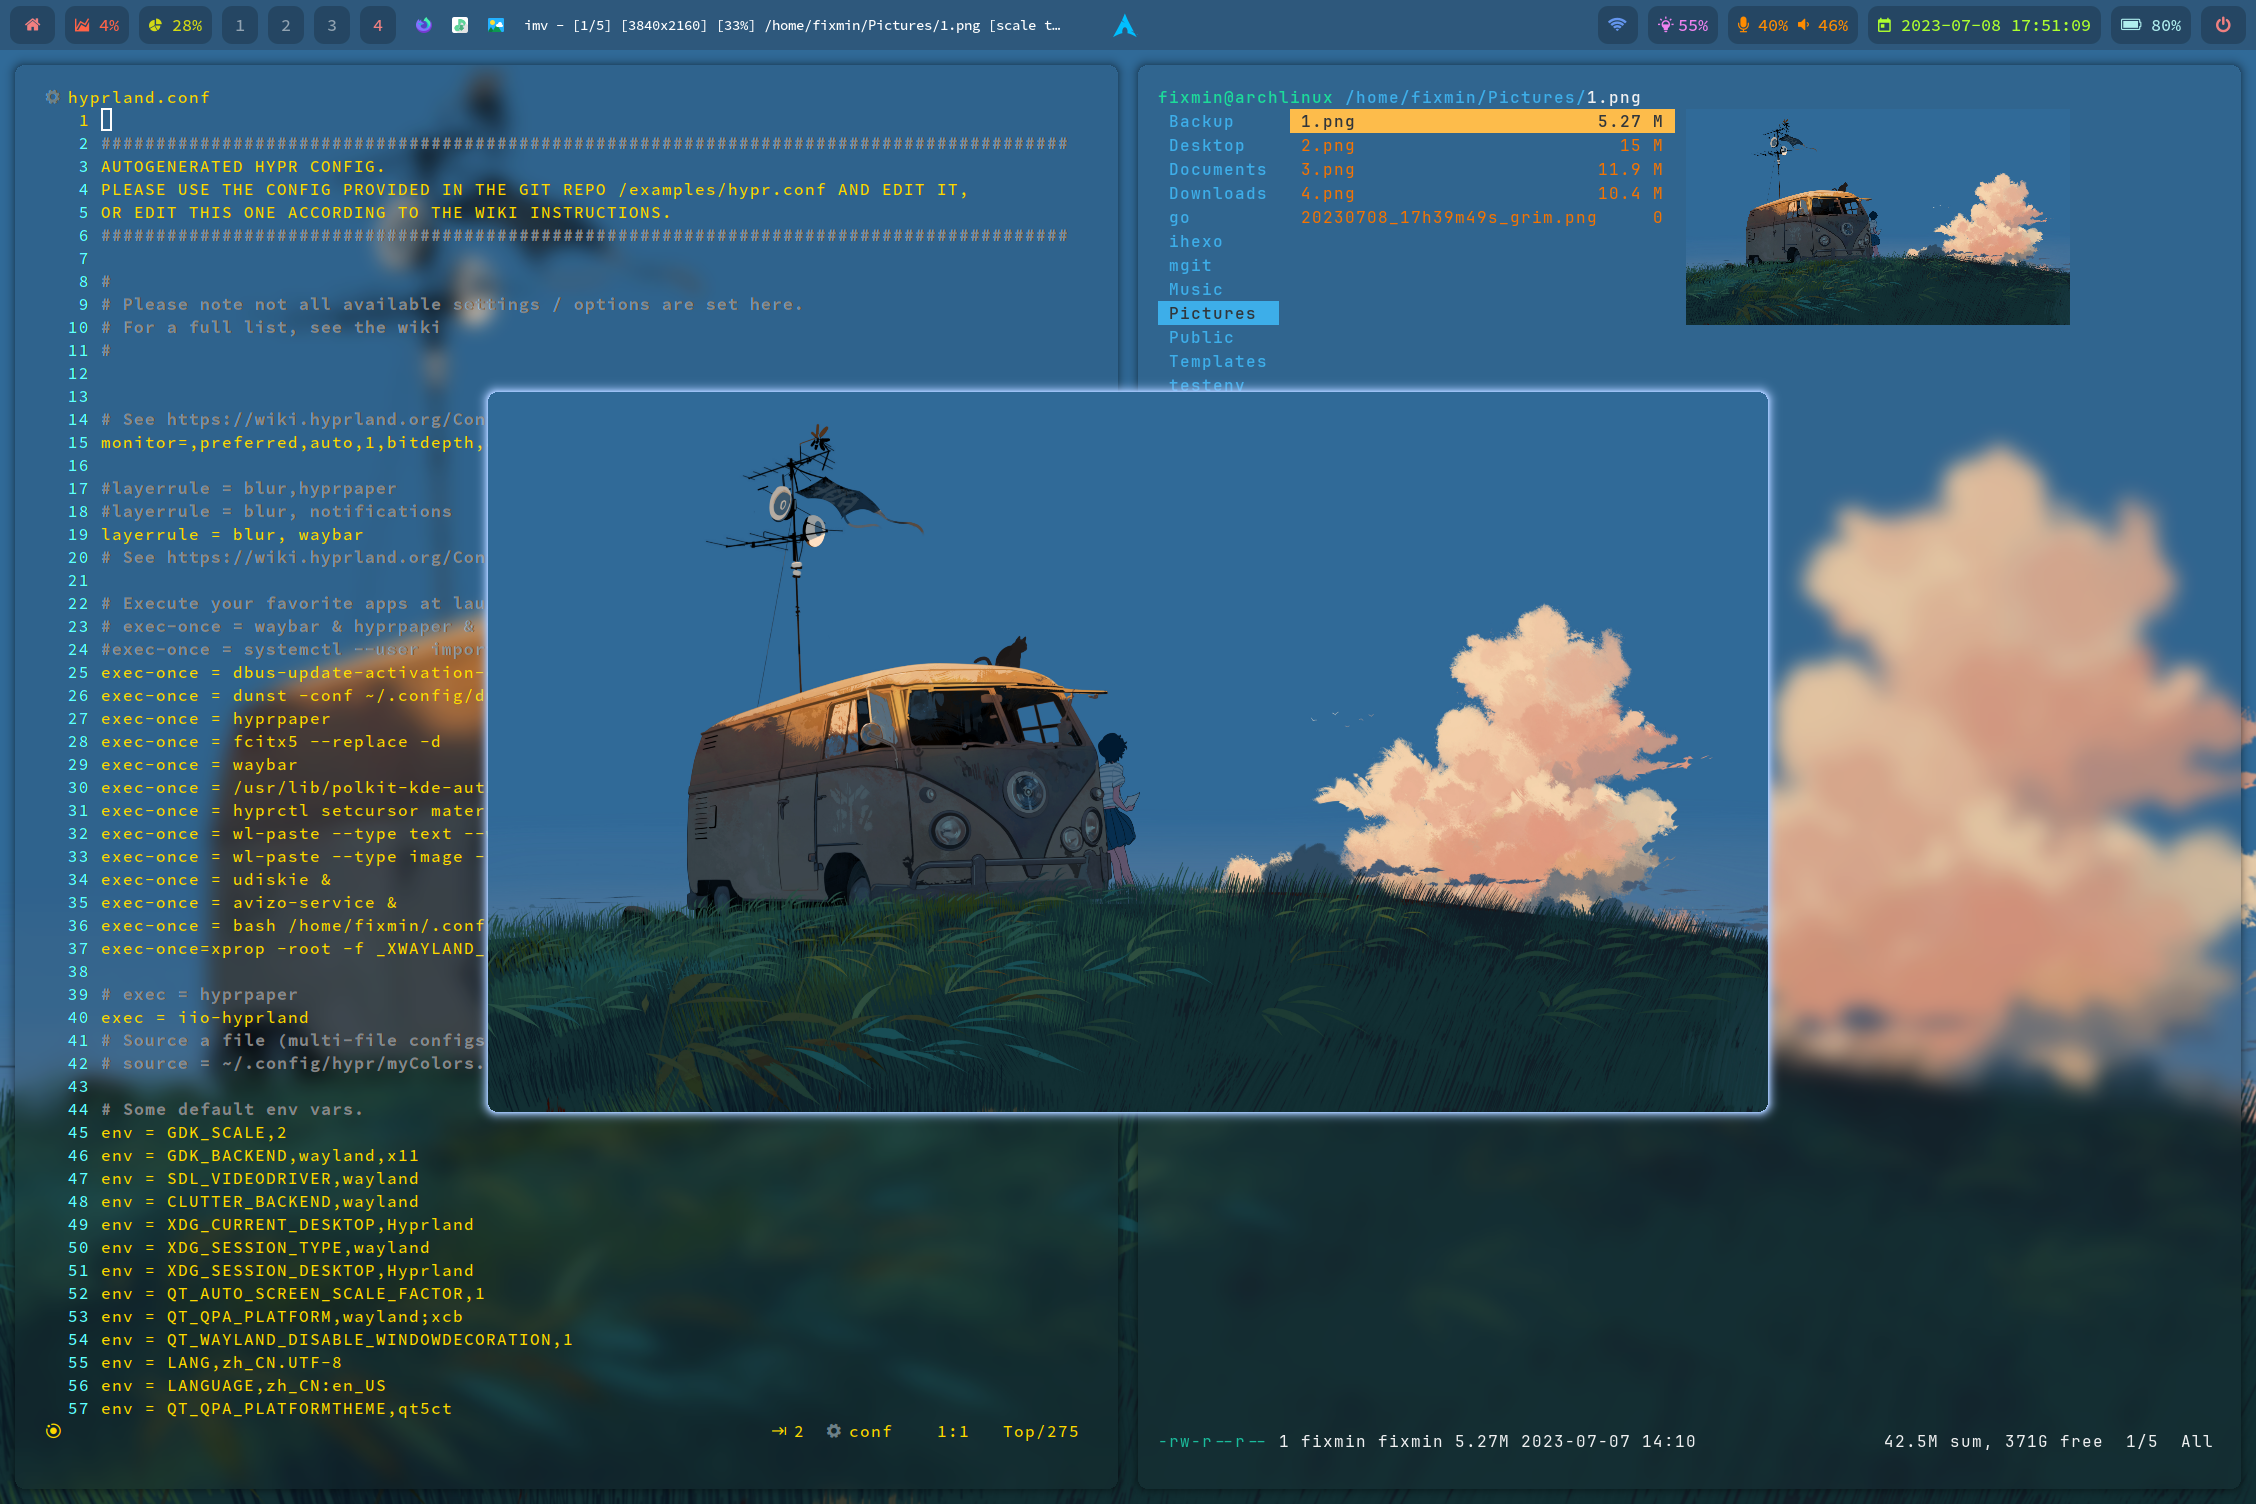 4% 28% 1 2 3 4 imv - [1/5] [3840x2160] [33%] /home/fixmin/Pictures/1.png [scale t… 55% 40% 46% 2023-07-08 17:51:09 80%
hyprland.conf
1
2 ########################################################################################
3 AUTOGENERATED HYPR CONFIG.
4 PLEASE USE THE CONFIG PROVIDED IN THE GIT REPO /examples/hypr.conf AND EDIT IT,
5 OR EDIT THIS ONE ACCORDING TO THE WIKI INSTRUCTIONS.
6 ########################################################################################
7
8 #
9 # Please note not all available settings / options are set here.
10 # For a full list, see the wiki
11 #
12
13
14 # See https://wiki.hyprland.org/Con
15 monitor=,preferred,auto,1,bitdepth,
16
17 #layerrule = blur,hyprpaper
18 #layerrule = blur, notifications
19 layerrule = blur, waybar
20 # See https://wiki.hyprland.org/Con
21
22 # Execute your favorite apps at lau
23 # exec-once = waybar & hyprpaper &
24 #exec-once = systemctl --user impor
25 exec-once = dbus-update-activation-
26 exec-once = dunst -conf ~/.config/d
27 exec-once = hyprpaper
28 exec-once = fcitx5 --replace -d
29 exec-once = waybar
30 exec-once = /usr/lib/polkit-kde-aut
31 exec-once = hyprctl setcursor mater
32 exec-once = wl-paste --type text --
33 exec-once = wl-paste --type image -
34 exec-once = udiskie &
35 exec-once = avizo-service &
36 exec-once = bash /home/fixmin/.conf
37 exec-once=xprop -root -f _XWAYLAND_
38
39 # exec = hyprpaper
40 exec = iio-hyprland
41 # Source a file (multi-file configs
42 # source = ~/.config/hypr/myColors.
43
44 # Some default env vars.
45 env = GDK_SCALE,2
46 env = GDK_BACKEND,wayland,x11
47 env = SDL_VIDEODRIVER,wayland
48 env = CLUTTER_BACKEND,wayland
49 env = XDG_CURRENT_DESKTOP,Hyprland
50 env = XDG_SESSION_TYPE,wayland
51 env = XDG_SESSION_DESKTOP,Hyprland
52 env = QT_AUTO_SCREEN_SCALE_FACTOR,1
53 env = QT_QPA_PLATFORM,wayland;xcb
54 env = QT_WAYLAND_DISABLE_WINDOWDECORATION,1
55 env = LANG,zh_CN.UTF-8
56 env = LANGUAGE,zh_CN:en_US
57 env = QT_QPA_PLATFORMTHEME,qt5ct
2 conf 1:1 Top/275
fixmin@archlinux /home/fixmin/Pictures/1.png
Backup
Desktop
Documents
Downloads
go
ihexo
mgit
Music
Pictures
Public
Templates
testenv
1.png 5.27 M
2.png 15 M
3.png 11.9 M
4.png 10.4 M
20230708_17h39m49s_grim.png 0
-rw-r--r-- 1 fixmin fixmin 5.27M 2023-07-07 14:10 42.5M sum, 371G free 1/5 All